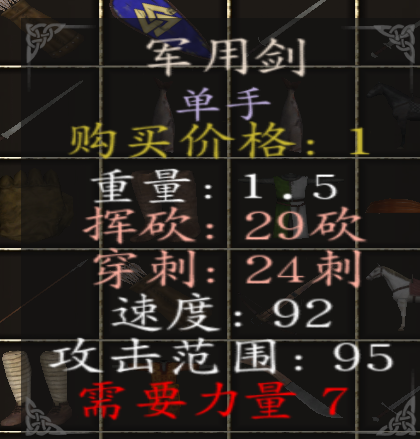 军用剑
单手
购买价格: 1
重量: 1.5
挥砍: 29砍
穿刺: 24刺
速度: 92
攻击范围: 95
需要力量 7